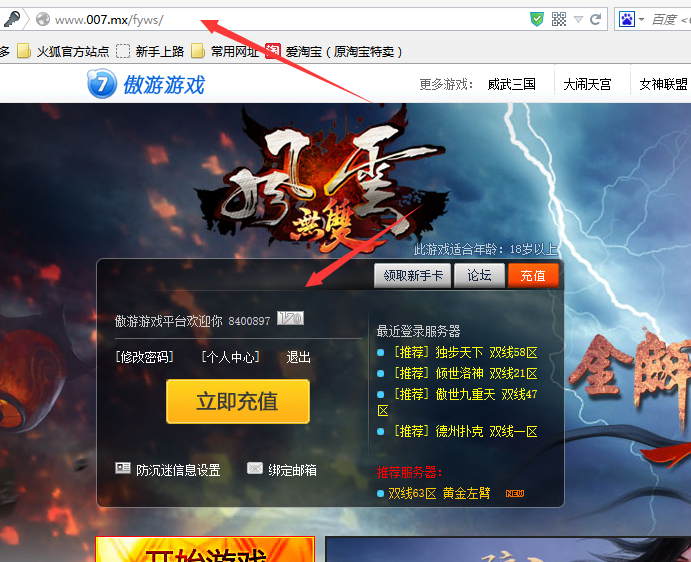 www.007.mx/fyws/
百度
多 火狐官方站点 新手上路 常用网址 淘 爱淘宝（原淘宝特卖）
7 傲游游戏 更多游戏: 威武三国 大闹天宫 女神联盟
風雲
無雙
此游戏适合年龄: 18岁以上
领取新手卡 论坛 充值
傲游游戏平台欢迎你 8400897
[修改密码] [个人中心] 退出
立即充值
防沉迷信息设置 绑定邮箱
最近登录服务器
[推荐] 独步天下 双线58区
[推荐] 倾世洛神 双线21区
[推荐] 傲世九重天 双线47
区
[推荐] 德州扑克 双线一区
推荐服务器:
双线63区 黄金左臂 NEW
全解
开始游戏